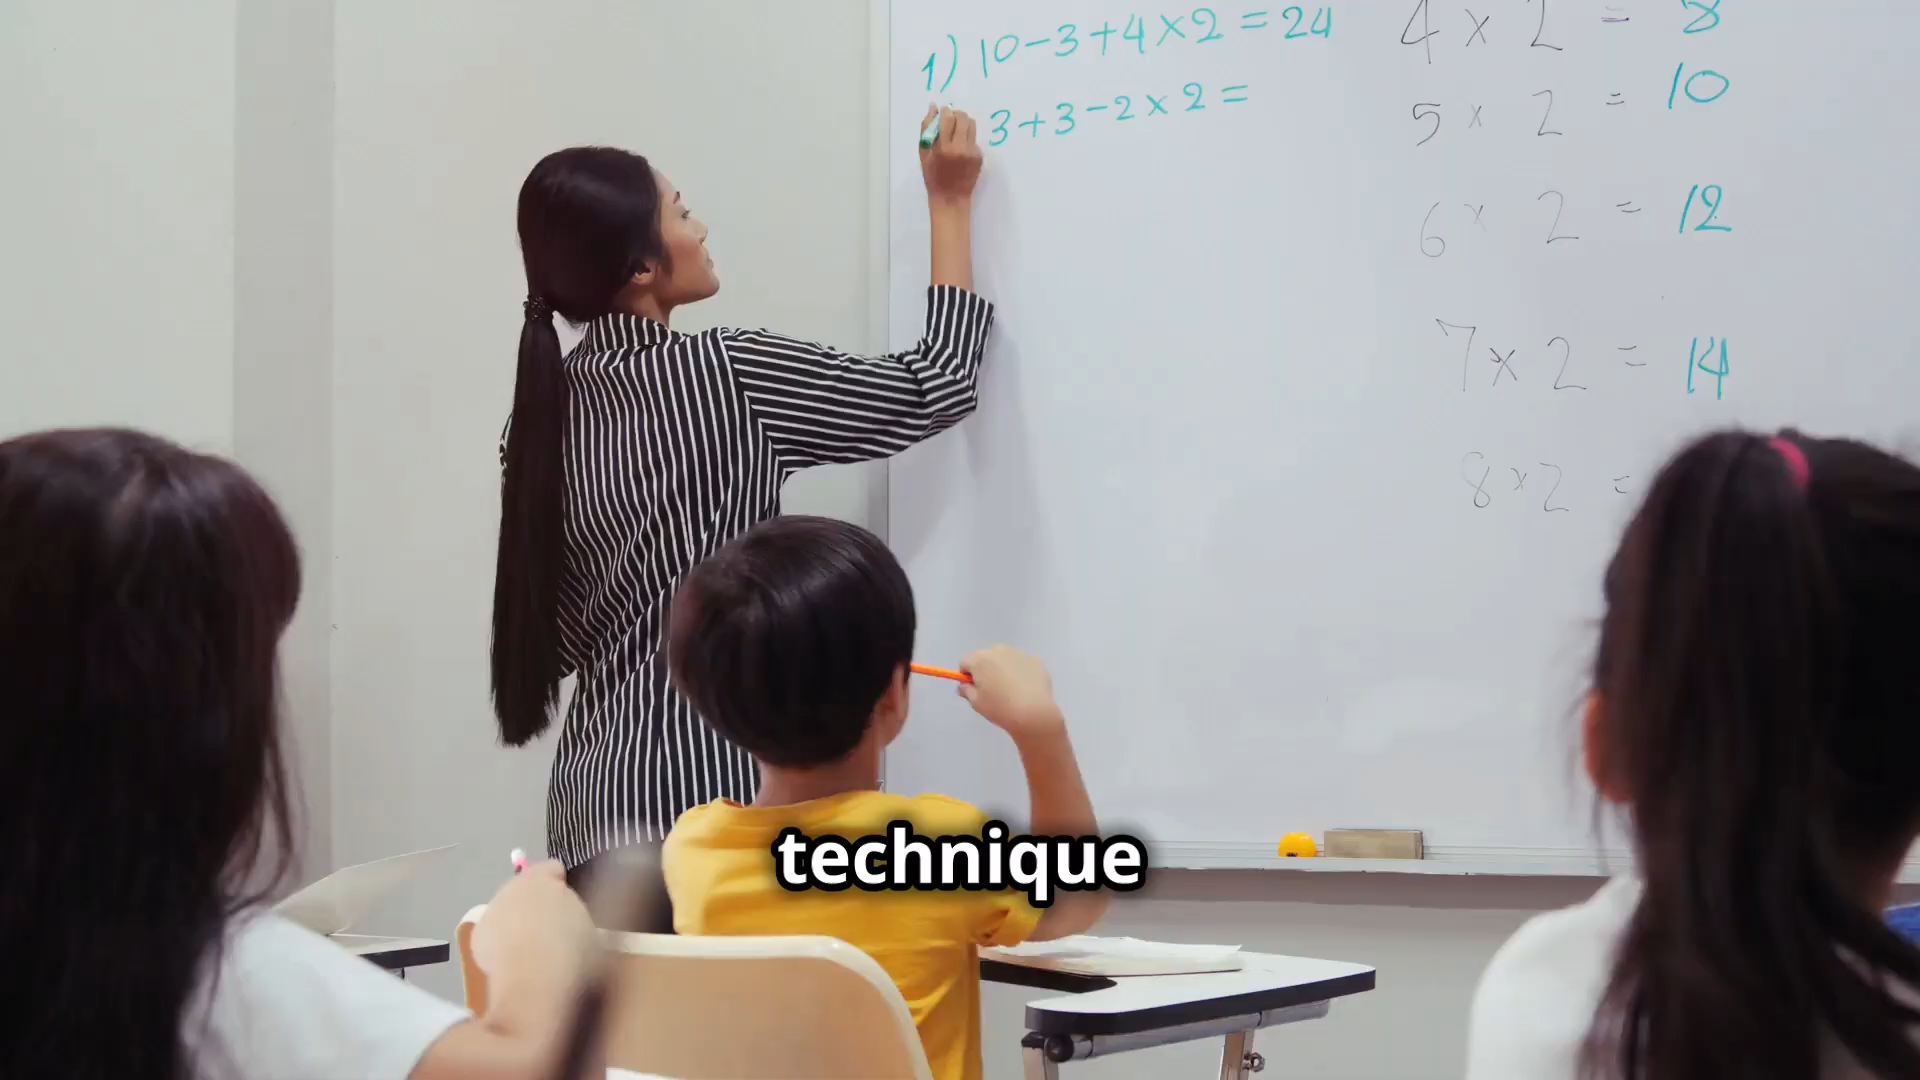 1) 10-3+4×2=24
3+3-2×2=
4 × 2 = 8
5 × 2 = 10
6 × 2 = 12
7 × 2 = 14
8 × 2 =
technique